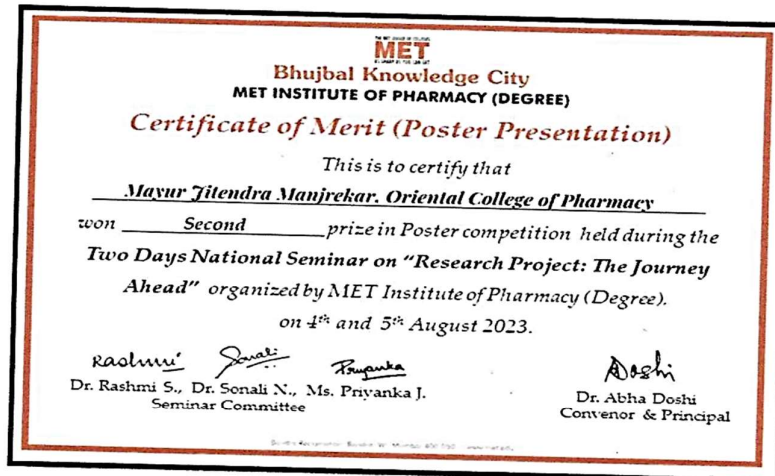 MET
Bhujbal Knowledge City
MET INSTITUTE OF PHARMACY (DEGREE)
Certificate of Merit (Poster Presentation)
This is to certify that
Mayur Jitendra Manjrekar. Oriental College of Pharmacy
won Second prize in Poster competition held during the
Two Days National Seminar on "Research Project: The Journey
Ahead" organized by MET Institute of Pharmacy (Degree).
on 4th and 5th August 2023.
Rashmi Sonali Priyanka Doshi
Dr. Rashmi S., Dr. Sonali N., Ms. Priyanka J.
Seminar Committee
Dr. Abha Doshi
Convenor & Principal